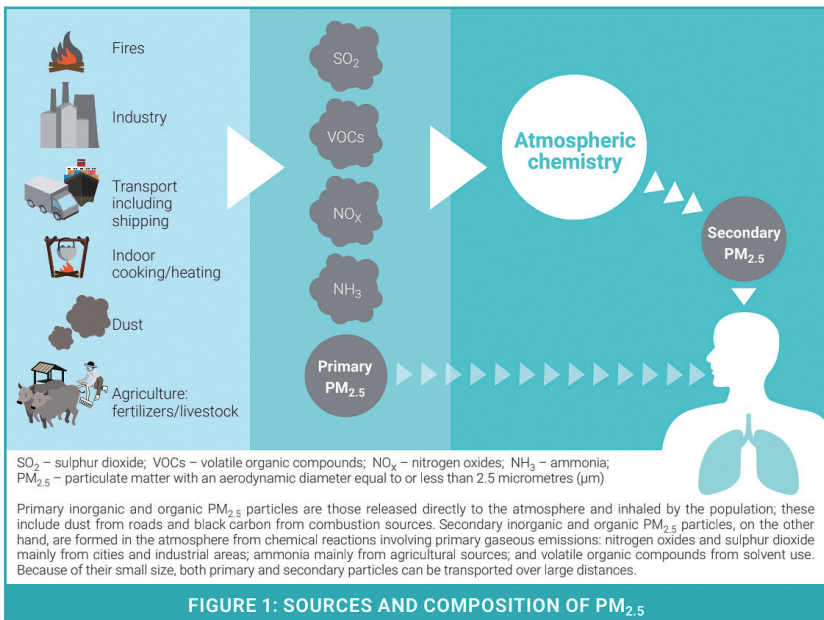 Fires
Industry
Transport
including
shipping
Indoor
cooking/heating
Dust
Agriculture:
fertilizers/livestock
SO₂
VOCs
NOₓ
NH₃
Primary
PM₂.₅
Atmospheric
chemistry
Secondary
PM₂.₅
SO₂ – sulphur dioxide; VOCs – volatile organic compounds; NOₓ – nitrogen oxides; NH₃ – ammonia;
PM₂.₅ – particulate matter with an aerodynamic diameter equal to or less than 2.5 micrometres (µm)
Primary inorganic and organic PM₂.₅ particles are those released directly to the atmosphere and inhaled by the population; these
include dust from roads and black carbon from combustion sources. Secondary inorganic and organic PM₂.₅ particles, on the other
hand, are formed in the atmosphere from chemical reactions involving primary gaseous emissions: nitrogen oxides and sulphur dioxide
mainly from cities and industrial areas; ammonia mainly from agricultural sources; and volatile organic compounds from solvent use.
Because of their small size, both primary and secondary particles can be transported over large distances.
FIGURE 1: SOURCES AND COMPOSITION OF PM₂.₅